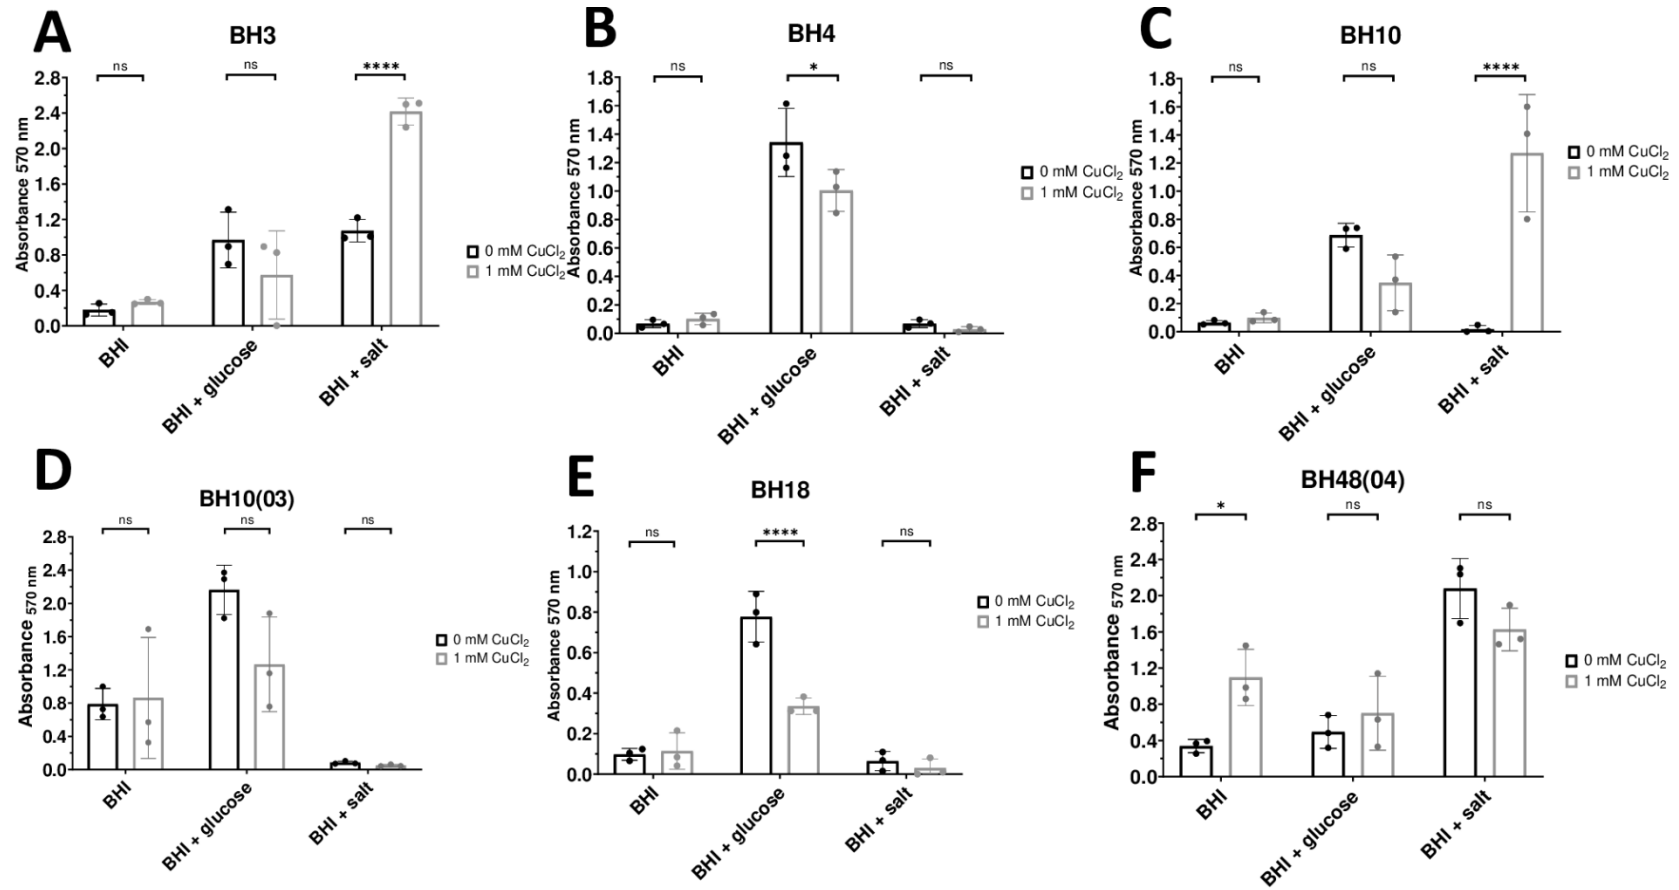 A
BH3
ns
ns
****
Absorbance 570 nm
2.8
2.4
2.0
1.6
1.2
0.8
0.4
0.0
BHI
BHI + glucose
BHI + salt
0 mM CuCl2
1 mM CuCl2
B
BH4
ns
*
ns
Absorbance 570 nm
1.8
1.6
1.4
1.2
1.0
0.8
0.6
0.4
0.2
0.0
BHI
BHI + glucose
BHI + salt
0 mM CuCl2
1 mM CuCl2
C
BH10
ns
ns
****
Absorbance 570 nm
1.8
1.6
1.4
1.2
1.0
0.8
0.6
0.4
0.2
0.0
BHI
BHI + glucose
BHI + salt
0 mM CuCl2
1 mM CuCl2
D
BH10(03)
ns
ns
ns
Absorbance 570 nm
2.8
2.4
2.0
1.6
1.2
0.8
0.4
0.0
BHI
BHI + glucose
BHI + salt
0 mM CuCl2
1 mM CuCl2
E
BH18
ns
****
ns
Absorbance 570 nm
1.2
1.0
0.8
0.6
0.4
0.2
0.0
BHI
BHI + glucose
BHI + salt
0 mM CuCl2
1 mM CuCl2
F
BH48(04)
*
ns
ns
Absorbance 570 nm
2.8
2.4
2.0
1.6
1.2
0.8
0.4
0.0
BHI
BHI + glucose
BHI + salt
0 mM CuCl2
1 mM CuCl2